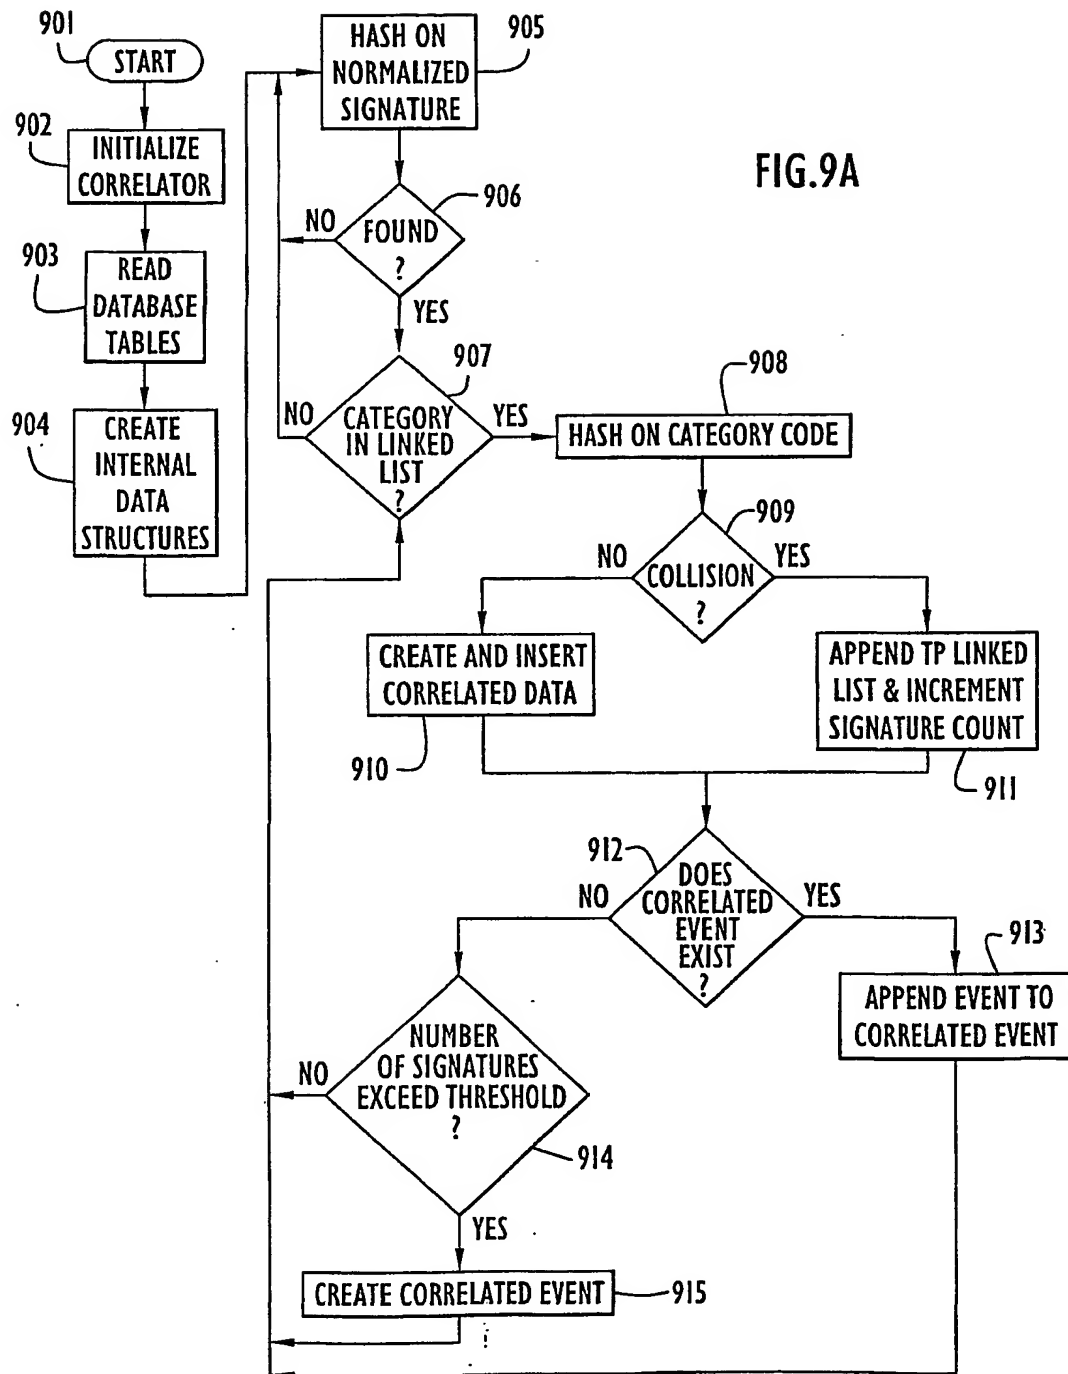 901
START
902
INITIALIZE
CORRELATOR
903
READ
DATABASE
TABLES
904
CREATE
INTERNAL
DATA
STRUCTURES
HASH ON
NORMALIZED
SIGNATURE
905
FIG.9A
906
NO
FOUND
?
YES
907
NO
CATEGORY
IN LINKED
LIST
?
YES
908
HASH ON CATEGORY CODE
909
NO
COLLISION
?
YES
CREATE AND INSERT
CORRELATED DATA
910
APPEND TP LINKED
LIST & INCREMENT
SIGNATURE COUNT
911
912
NO
DOES
CORRELATED
EVENT
EXIST
?
YES
913
APPEND EVENT TO
CORRELATED EVENT
NO
NUMBER
OF SIGNATURES
EXCEED THRESHOLD
?
914
YES
CREATE CORRELATED EVENT
915